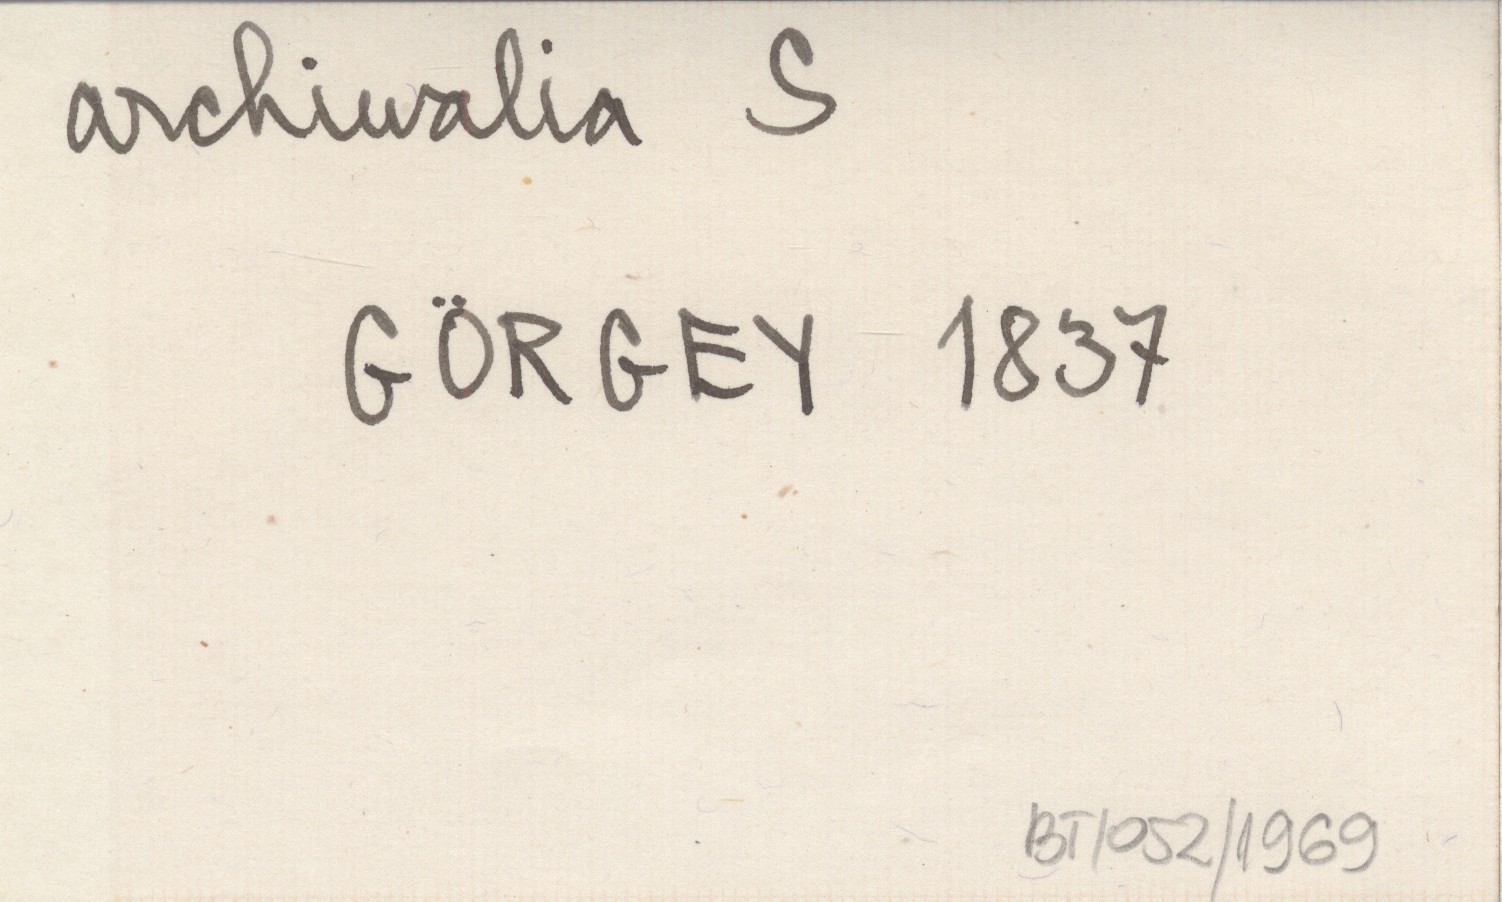 archiwalia S
GÖRGEY 1837
BT/052/1969